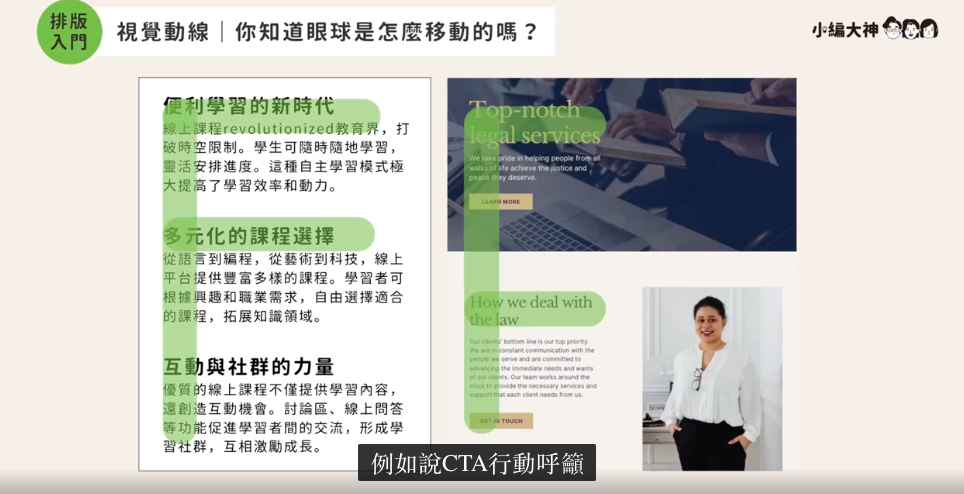 排版
入門
視覺動線｜你知道眼球是怎麼移動的嗎？
小編大神
便利學習的新時代
線上課程revolutionized教育界，打
破時空限制。學生可隨時隨地學習，
靈活安排進度。這種自主學習模式極
大提高了學習效率和動力。
多元化的課程選擇
從語言到編程，從藝術到科技，線上
平台提供豐富多樣的課程。學習者可
根據興趣和職業需求，自由選擇適合
的課程，拓展知識領域。
互動與社群的力量
優質的線上課程不僅提供學習內容，
還創造互動機會。討論區、線上問答
等功能促進學習者間的交流，形成學
習社群，互相激勵成長。
Top-notch
legal services
We take pride in helping people from all
walks of life achieve the justice and
peace they deserve.
LEARN MORE
How we deal with
the law
Our clients' bottom line is our top priority.
We are in constant communication with the
people we serve and are committed to
advancing the immediate needs and wants
of our clients. Our team works around the
clock to provide the necessary services and
support that each client needs from us.
GET IN TOUCH
例如說CTA行動呼籲